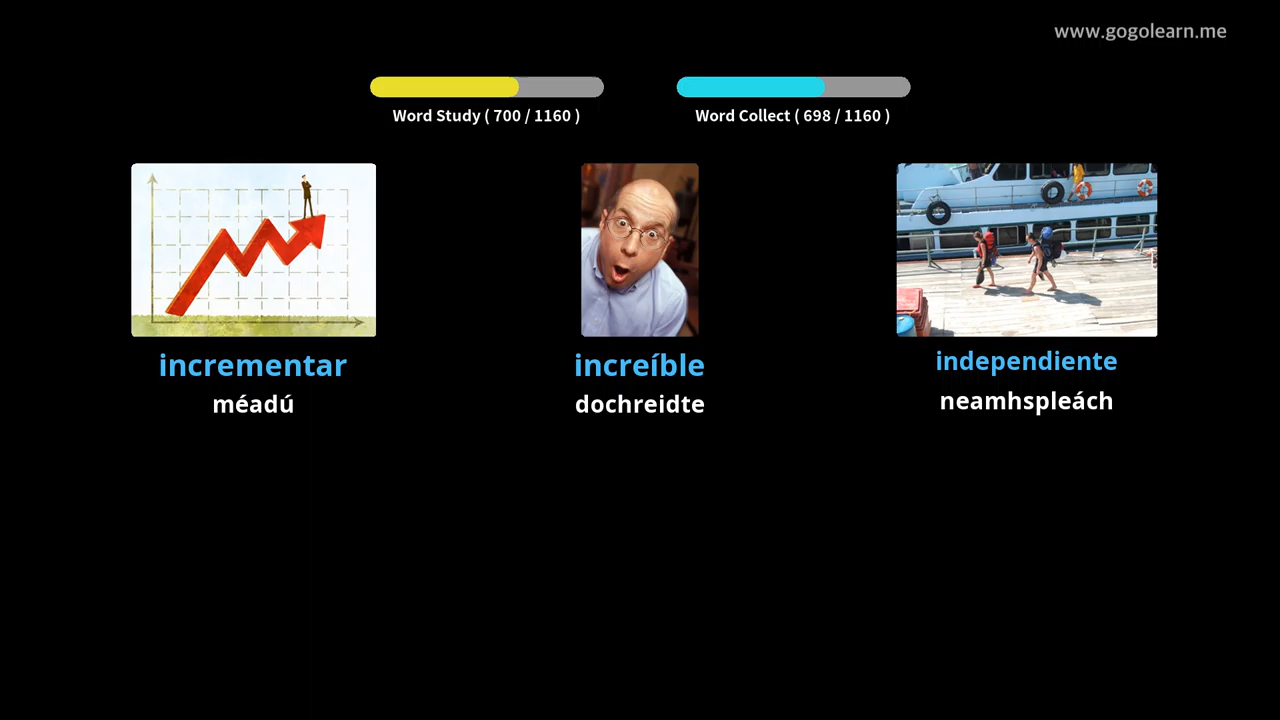 www.gogolearn.me
Word Study ( 700 / 1160 )
Word Collect ( 698 / 1160 )
incrementar
méadú
increíble
dochreidte
independiente
neamhspleách